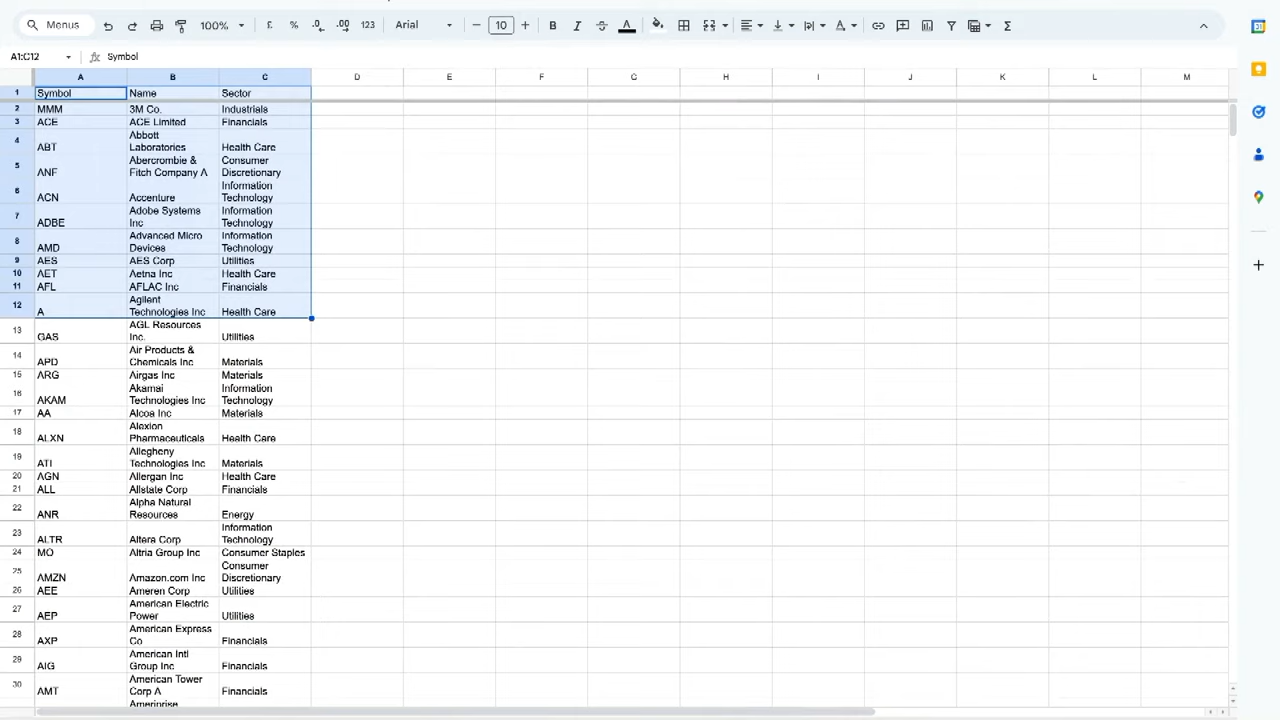 Menus 100% £ % .0 .00 123 Arial 10 B I S A Σ
A1:C12 fx Symbol
A B C D E F G H I J K L M
1 Symbol Name Sector
2 MMM 3M Co. Industrials
3 ACE ACE Limited Financials
Abbott
4 ABT Laboratories Health Care
Abercrombie & Consumer
5 ANF Fitch Company A Discretionary
Information
6 ACN Accenture Technology
Adobe Systems Information
7 ADBE Inc Technology
Advanced Micro Information
8 AMD Devices Technology
9 AES AES Corp Utilities
10 AET Aetna Inc Health Care
11 AFL AFLAC Inc Financials
Agilent
12 A Technologies Inc Health Care
AGL Resources
13 GAS Inc. Utilities
Air Products &
14 APD Chemicals Inc Materials
15 ARG Airgas Inc Materials
Akamai Information
16 AKAM Technologies Inc Technology
17 AA Alcoa Inc Materials
Alexion
18 ALXN Pharmaceuticals Health Care
Allegheny
19 ATI Technologies Inc Materials
20 AGN Allergan Inc Health Care
21 ALL Allstate Corp Financials
Alpha Natural
22 ANR Resources Energy
Information
23 ALTR Altera Corp Technology
24 MO Altria Group Inc Consumer Staples
Consumer
25 AMZN Amazon.com Inc Discretionary
26 AEE Ameren Corp Utilities
American Electric
27 AEP Power Utilities
American Express
28 AXP Co Financials
American Intl
29 AIG Group Inc Financials
American Tower
30 AMT Corp A Financials
Ameriprise